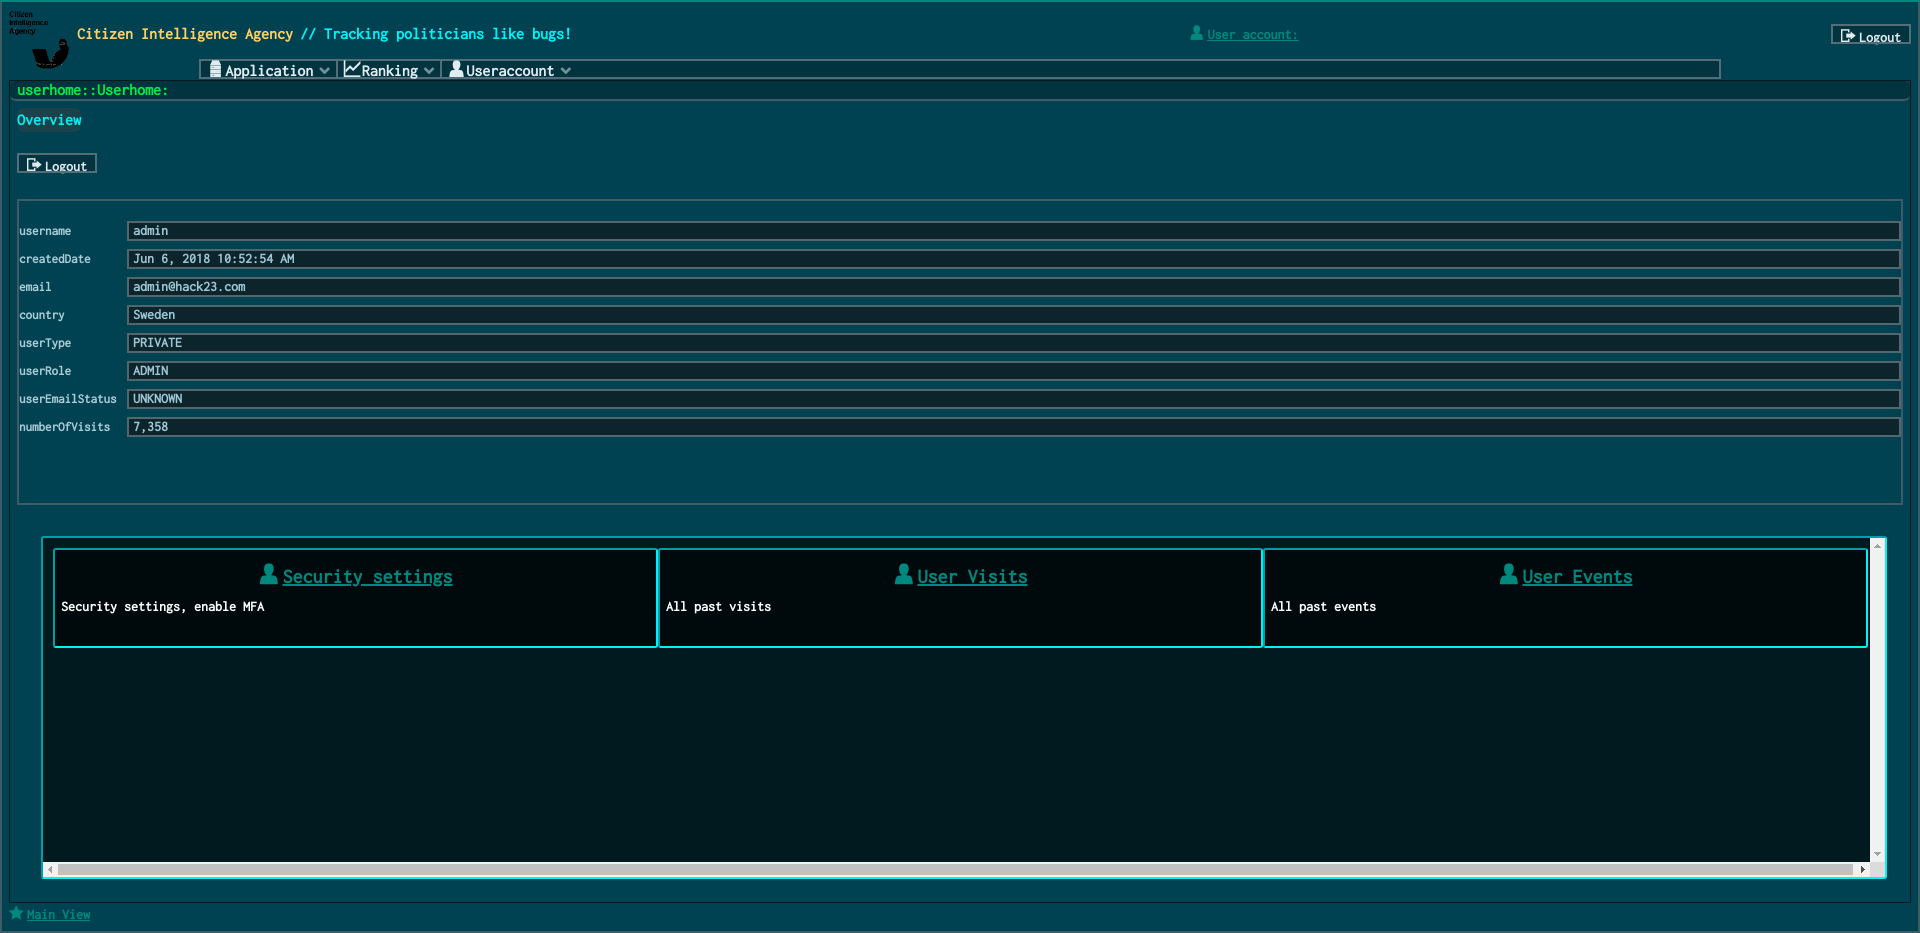 Citizen
Intelligence
Agency
Citizen Intelligence Agency // Tracking politicians like bugs!
User account:
Logout
Application Ranking Useraccount
userhome::Userhome:
Overview
Logout
username admin
createdDate Jun 6, 2018 10:52:54 AM
email admin@hack23.com
country Sweden
userType PRIVATE
userRole ADMIN
userEmailStatus UNKNOWN
numberOfVisits 7,358
Security settings
Security settings, enable MFA
User Visits
All past visits
User Events
All past events
Main View